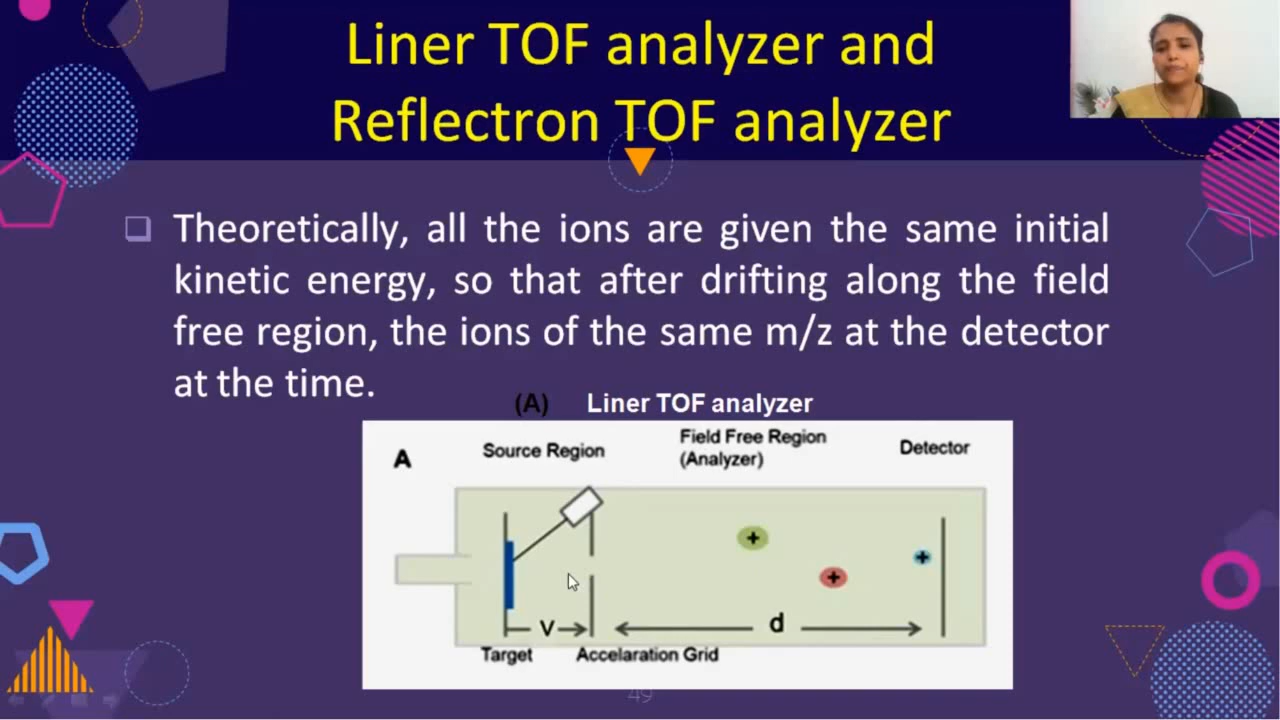 Liner TOF analyzer and
Reflectron TOF analyzer
Theoretically, all the ions are given the same initial
kinetic energy, so that after drifting along the field
free region, the ions of the same m/z at the detector
at the time.
(A) Liner TOF analyzer
A
Source Region
Field Free Region
(Analyzer)
Detector
+
+
+
V
d
Target
Accelaration Grid
49